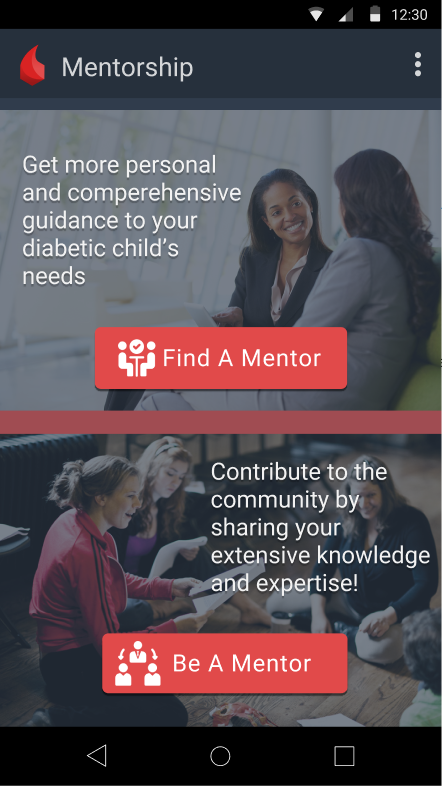 12:30
Mentorship
Get more personal
and comperehensive
guidance to your
diabetic child's
needs
Find A Mentor
Contribute to the
community by
sharing your
extensive knowledge
and expertise!
Be A Mentor